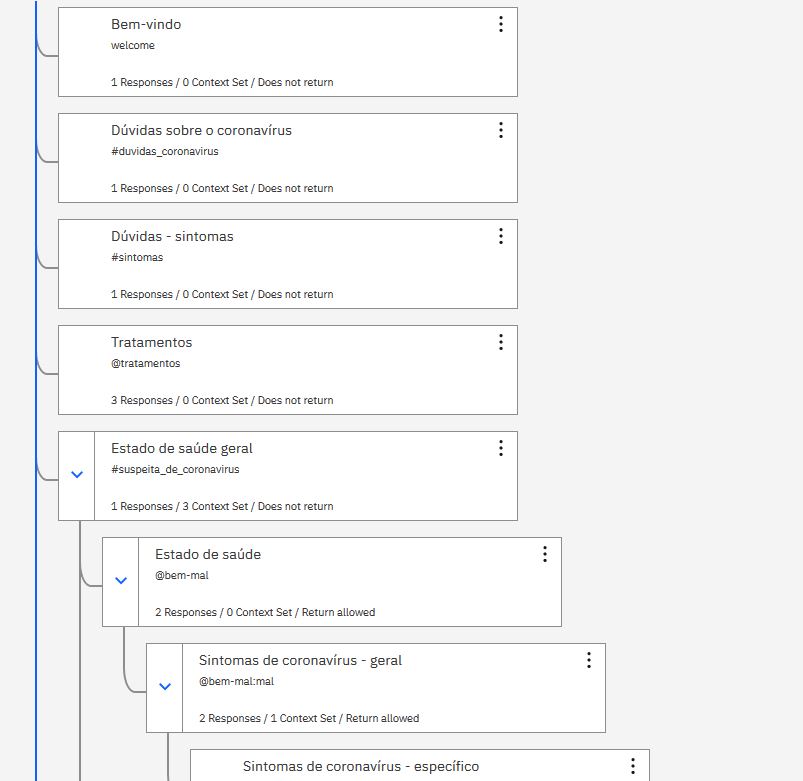 Bem-vindo
welcome
1 Responses / 0 Context Set / Does not return
Dúvidas sobre o coronavírus
#duvidas_coronavirus
1 Responses / 0 Context Set / Does not return
Dúvidas - sintomas
#sintomas
1 Responses / 0 Context Set / Does not return
Tratamentos
@tratamentos
3 Responses / 0 Context Set / Does not return
Estado de saúde geral
#suspeita_de_coronavirus
1 Responses / 3 Context Set / Does not return
Estado de saúde
@bem-mal
2 Responses / 0 Context Set / Return allowed
Sintomas de coronavírus - geral
@bem-mal:mal
2 Responses / 1 Context Set / Return allowed
Sintomas de coronavírus - específico